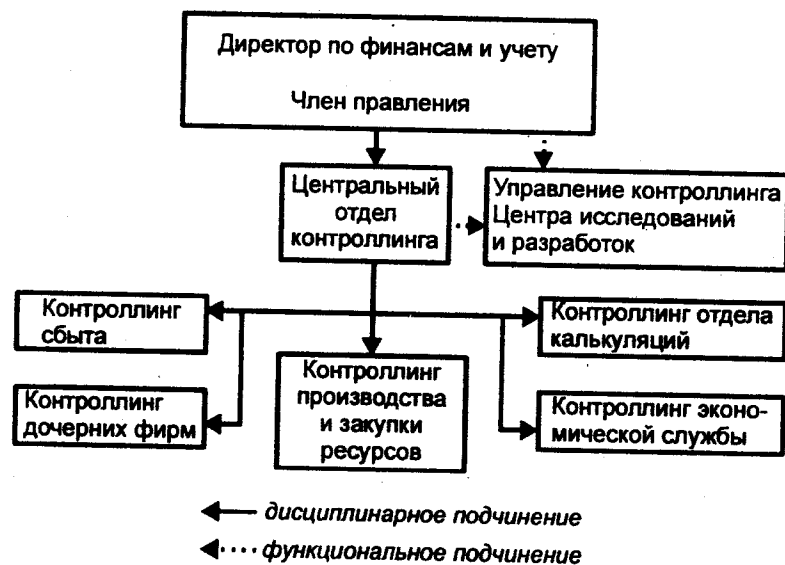 Директор по финансам и учету
Член правления
Центральный
отдел
контроллинга
Управление контроллинга
Центра исследований
и разработок
Контроллинг
сбыта
Контроллинг отдела
калькуляций
Контроллинг
производства
и закупки
ресурсов
Контроллинг
дочерних фирм
Контроллинг эконо-
мической службы
дисциплинарное подчинение
функциональное подчинение